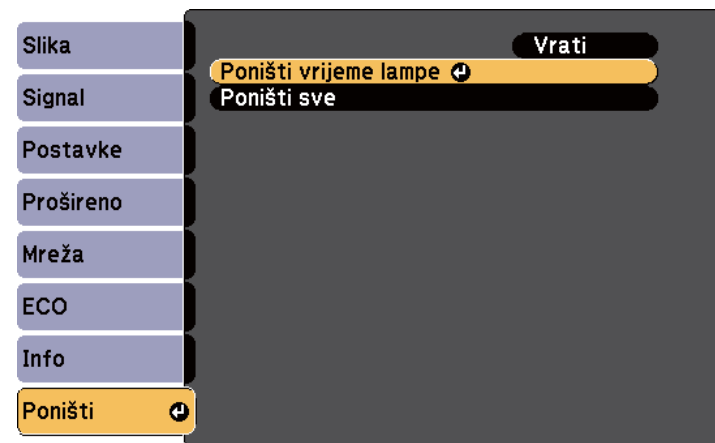 Slika
Signal
Postavke
Prošireno
Mreža
ECO
Info
Poništi
Vrati
Poništi vrijeme lampe
Poništi sve